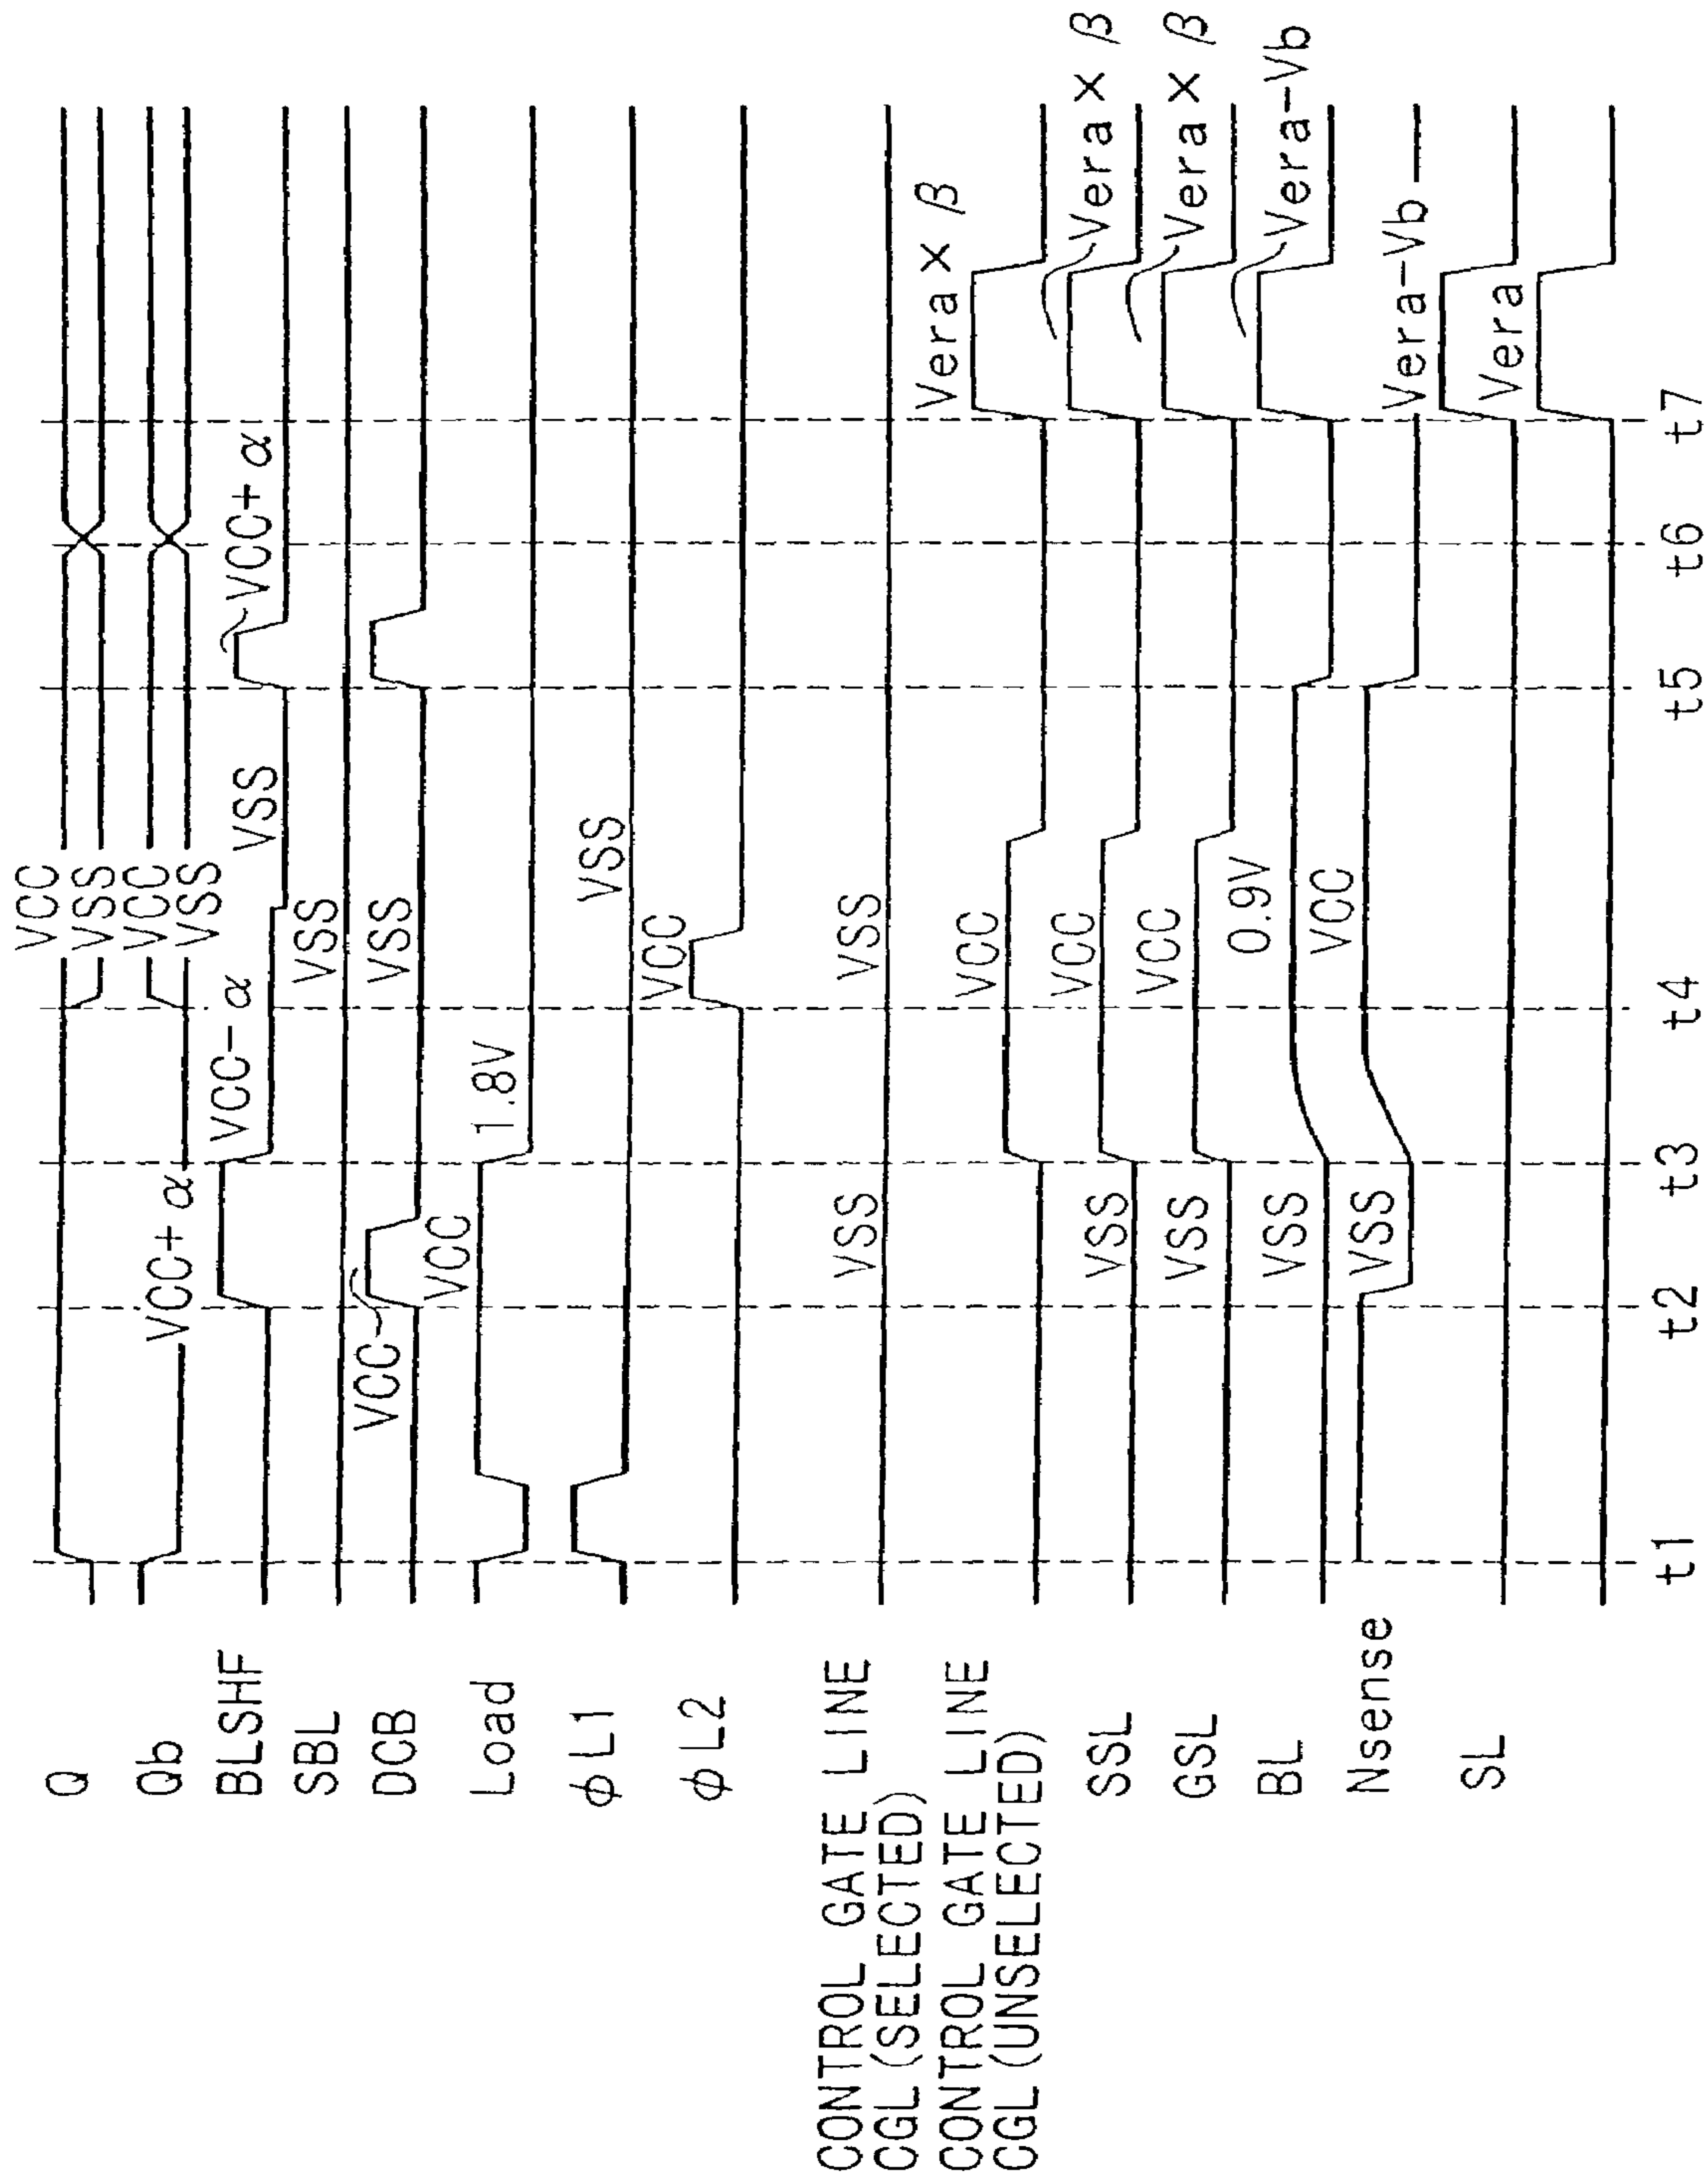 Q
VCC
VSS
Qb
VCC
VSS
BLSHF
VCC+α
VCC-α
VSS
VCC+α
SBL
VSS
DCB
VCC
VSS
Load
VCC
1.8V
φL1
VSS
φL2
VCC
CONTROL GATE LINE
CGL(SELECTED)
VSS
VSS
CONTROL GATE LINE
CGL(UNSELECTED)
VCC
Vera×β
SSL
VSS
VCC
Vera×β
GSL
VSS
VCC
Vera×β
BL
VSS
0.9V
Vera-Vb
Nsense
VSS
VCC
SL
Vera-Vb
Vera
t1
t2
t3
t4
t5
t6
t7